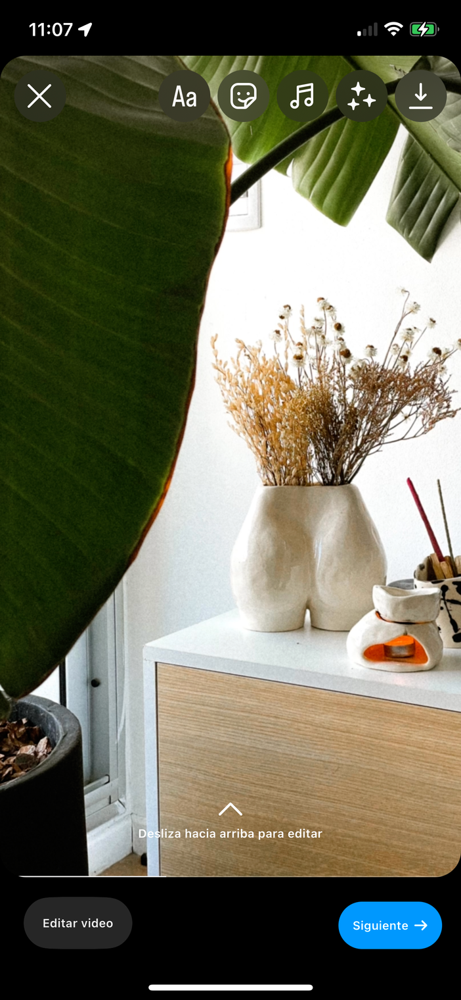 11:07
Aa
Desliza hacia arriba para editar
Editar video
Siguiente